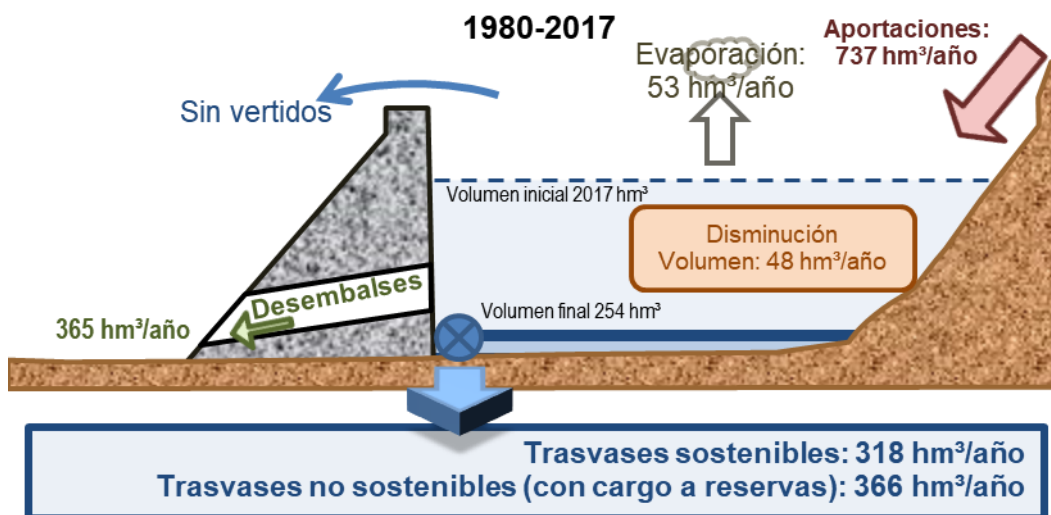 1980-2017
Aportaciones:
737 hm³/año
Evaporación:
53 hm³/año
Sin vertidos
Volumen inicial 2017 hm³
Disminución
Volumen: 48 hm³/año
Desembalses
Volumen final 254 hm³
365 hm³/año
Trasvases sostenibles: 318 hm³/año
Trasvases no sostenibles (con cargo a reservas): 366 hm³/año